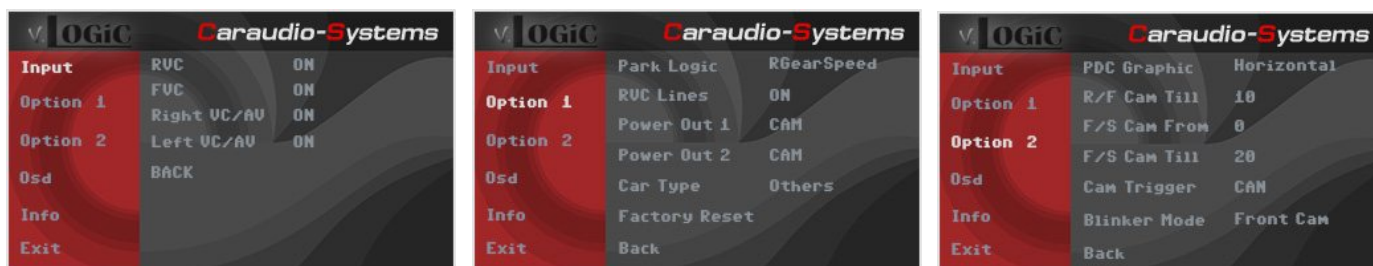 v.LOGiC Caraudio-Systems
Input RVC ON
FVC ON
Option 1 Right VC/AV ON
Option 2 Left VC/AV ON
Osd BACK
Info
Exit
v.LOGiC Caraudio-Systems
Input Park Logic RGearSpeed
Option 1 RVC Lines ON
Power Out 1 CAM
Option 2 Power Out 2 CAM
Osd Car Type Others
Info Factory Reset
Exit Back
v.LOGiC Caraudio-Systems
Input PDC Graphic Horizontal
Option 1 R/F Cam Till 10
F/S Cam From 0
Option 2 F/S Cam Till 20
Osd Cam Trigger CAN
Info Blinker Mode Front Cam
Exit Back